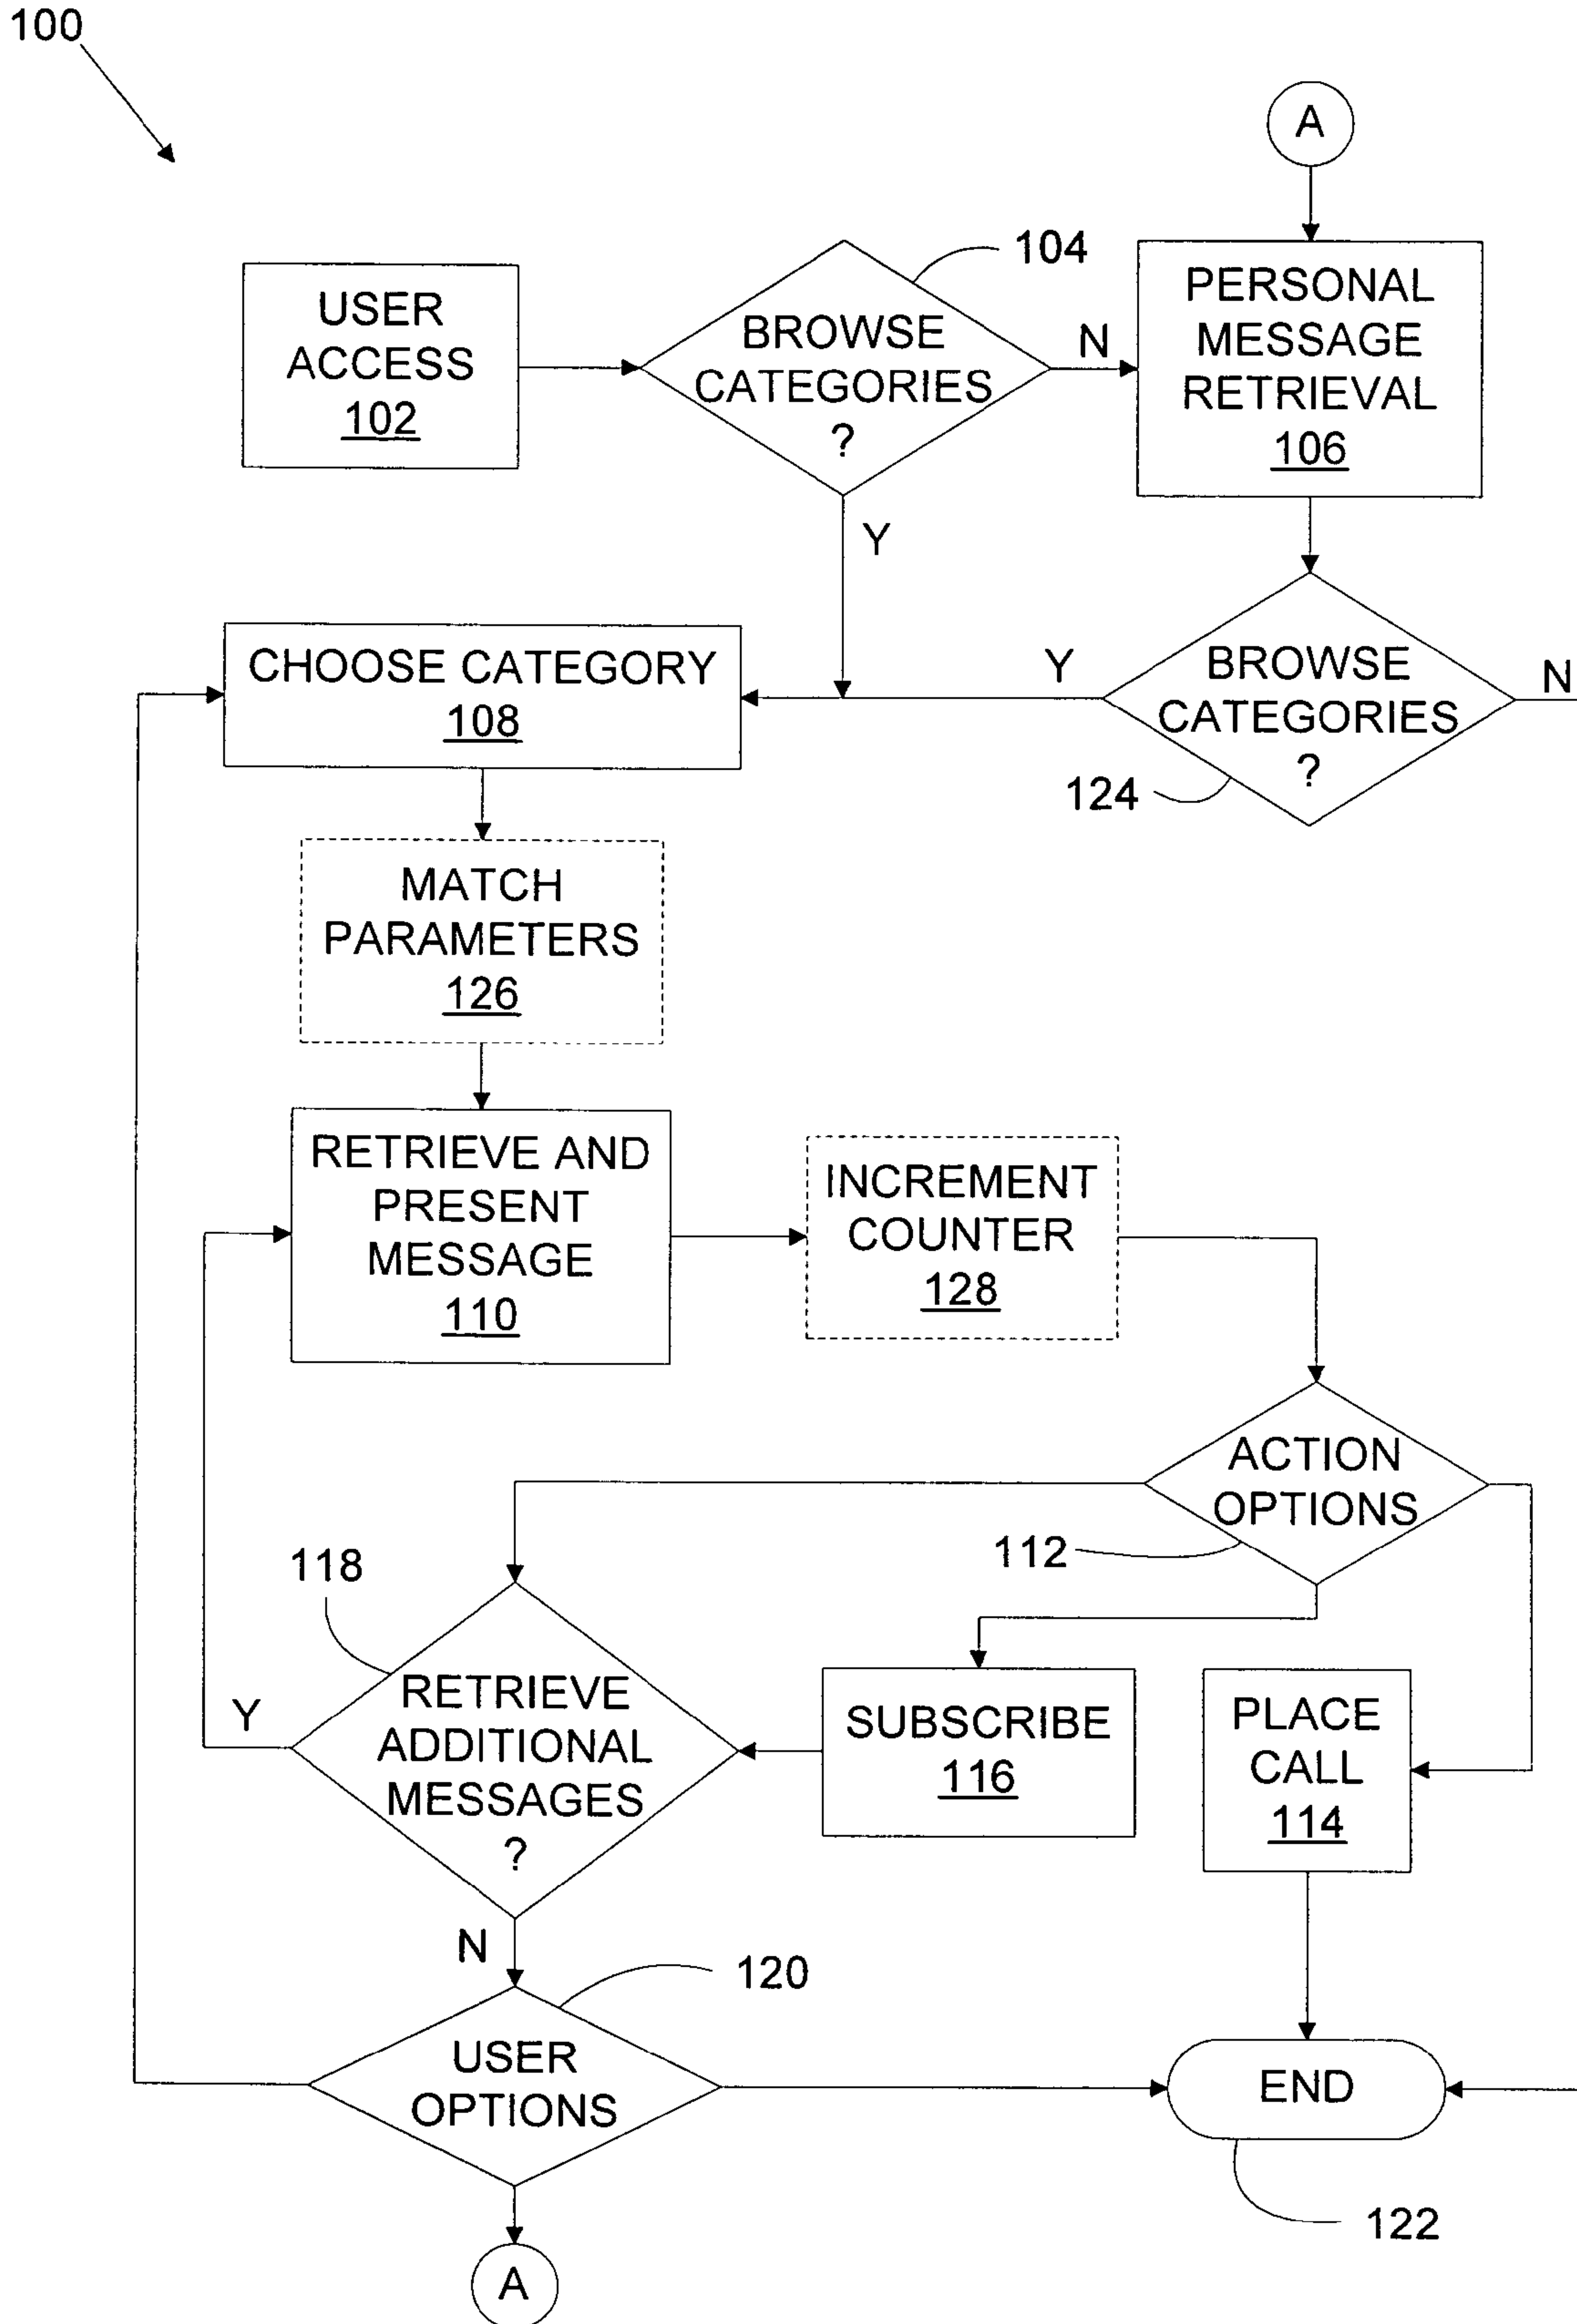 100
A
104
USER
ACCESS
102
BROWSE
CATEGORIES
?
N
PERSONAL
MESSAGE
RETRIEVAL
106
Y
CHOOSE CATEGORY
108
Y
BROWSE
CATEGORIES
?
N
124
MATCH
PARAMETERS
126
RETRIEVE AND
PRESENT
MESSAGE
110
INCREMENT
COUNTER
128
ACTION
OPTIONS
112
118
RETRIEVE
ADDITIONAL
MESSAGES
?
Y
SUBSCRIBE
116
PLACE
CALL
114
N
120
USER
OPTIONS
END
122
A